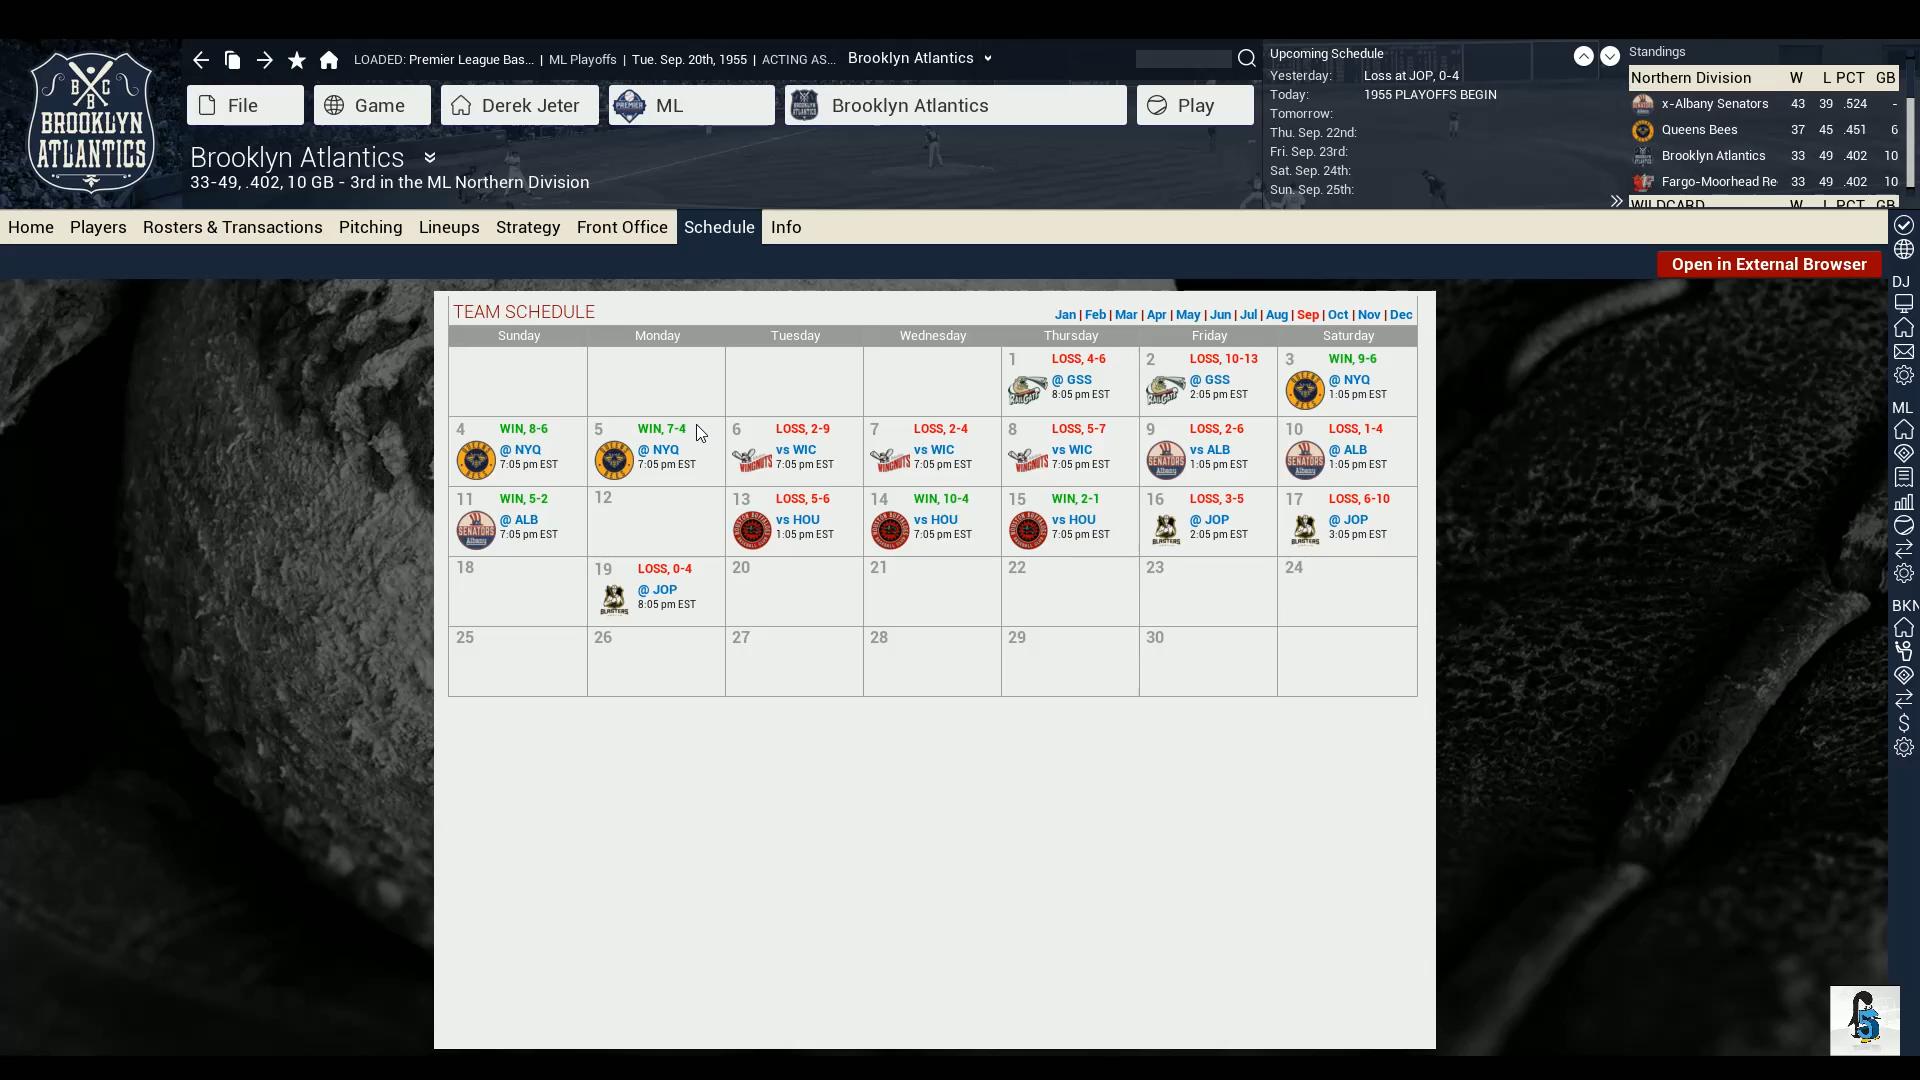 LOADED: Premier League Bas... | ML Playoffs | Tue. Sep. 20th, 1955 | ACTING AS... Brooklyn Atlantics
File Game Derek Jeter ML Brooklyn Atlantics Play
B B C B
BROOKLYN
ATLANTICS
Brooklyn Atlantics
33-49, .402, 10 GB - 3rd in the ML Northern Division
Upcoming Schedule
Yesterday: Loss at JOP, 0-4
Today: 1955 PLAYOFFS BEGIN
Tomorrow:
Thu. Sep. 22nd:
Fri. Sep. 23rd:
Sat. Sep. 24th:
Sun. Sep. 25th:
Standings
Northern Division W L PCT GB
x-Albany Senators 43 39 .524 -
Queens Bees 37 45 .451 6
Brooklyn Atlantics 33 49 .402 10
Fargo-Moorhead Re 33 49 .402 10
WILDCARD W L PCT GB
Home Players Rosters & Transactions Pitching Lineups Strategy Front Office Schedule Info
Open in External Browser
TEAM SCHEDULE
Jan | Feb | Mar | Apr | May | Jun | Jul | Aug | Sep | Oct | Nov | Dec
Sunday Monday Tuesday Wednesday Thursday Friday Saturday
1 LOSS, 4-6 2 LOSS, 10-13 3 WIN, 9-6
@ GSS @ GSS @ NYQ
8:05 pm EST 2:05 pm EST 1:05 pm EST
4 WIN, 8-6 5 WIN, 7-4 6 LOSS, 2-9 7 LOSS, 2-4 8 LOSS, 5-7 9 LOSS, 2-6 10 LOSS, 1-4
@ NYQ @ NYQ vs WIC vs WIC vs WIC vs ALB @ ALB
7:05 pm EST 7:05 pm EST 7:05 pm EST 7:05 pm EST 7:05 pm EST 1:05 pm EST 1:05 pm EST
11 WIN, 5-2 12 13 LOSS, 5-6 14 WIN, 10-4 15 WIN, 2-1 16 LOSS, 3-5 17 LOSS, 6-10
@ ALB vs HOU vs HOU vs HOU @ JOP @ JOP
7:05 pm EST 1:05 pm EST 7:05 pm EST 7:05 pm EST 2:05 pm EST 3:05 pm EST
18 19 LOSS, 0-4 20 21 22 23 24
@ JOP
8:05 pm EST
25 26 27 28 29 30
DJ
ML
BKN
5